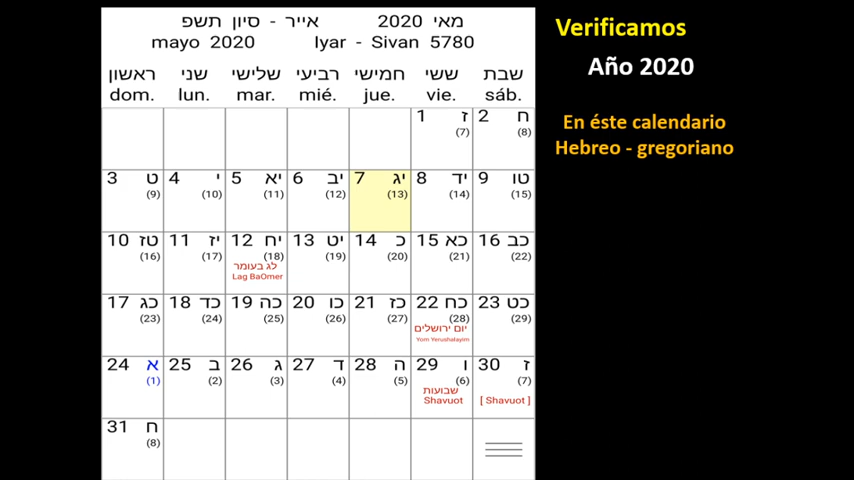 מאי 2020 אייר - סיון תשפ
mayo 2020 Iyar - Sivan 5780
ראשון שני שלישי רביעי חמישי ששי שבת
dom. lun. mar. mié. jue. vie. sáb.
1 ז 2 ח
(7) (8)
3 ט 4 י 5 יא 6 יב 7 יג 8 יד 9 טו
(9) (10) (11) (12) (13) (14) (15)
10 טז 11 יז 12 יח 13 יט 14 כ 15 כא 16 כב
(16) (17) (18) (19) (20) (21) (22)
לג בעומר
Lag BaOmer
17 כג 18 כד 19 כה 20 כו 21 כז 22 כח 23 כט
(23) (24) (25) (26) (27) (28) (29)
יום ירושלים
Yom Yerushalayim
24 א 25 ב 26 ג 27 ד 28 ה 29 ו 30 ז
(1) (2) (3) (4) (5) (6) (7)
שבועות
Shavuot [ Shavuot ]
31 ח
(8)
Verificamos
Año 2020
En éste calendario
Hebreo - gregoriano